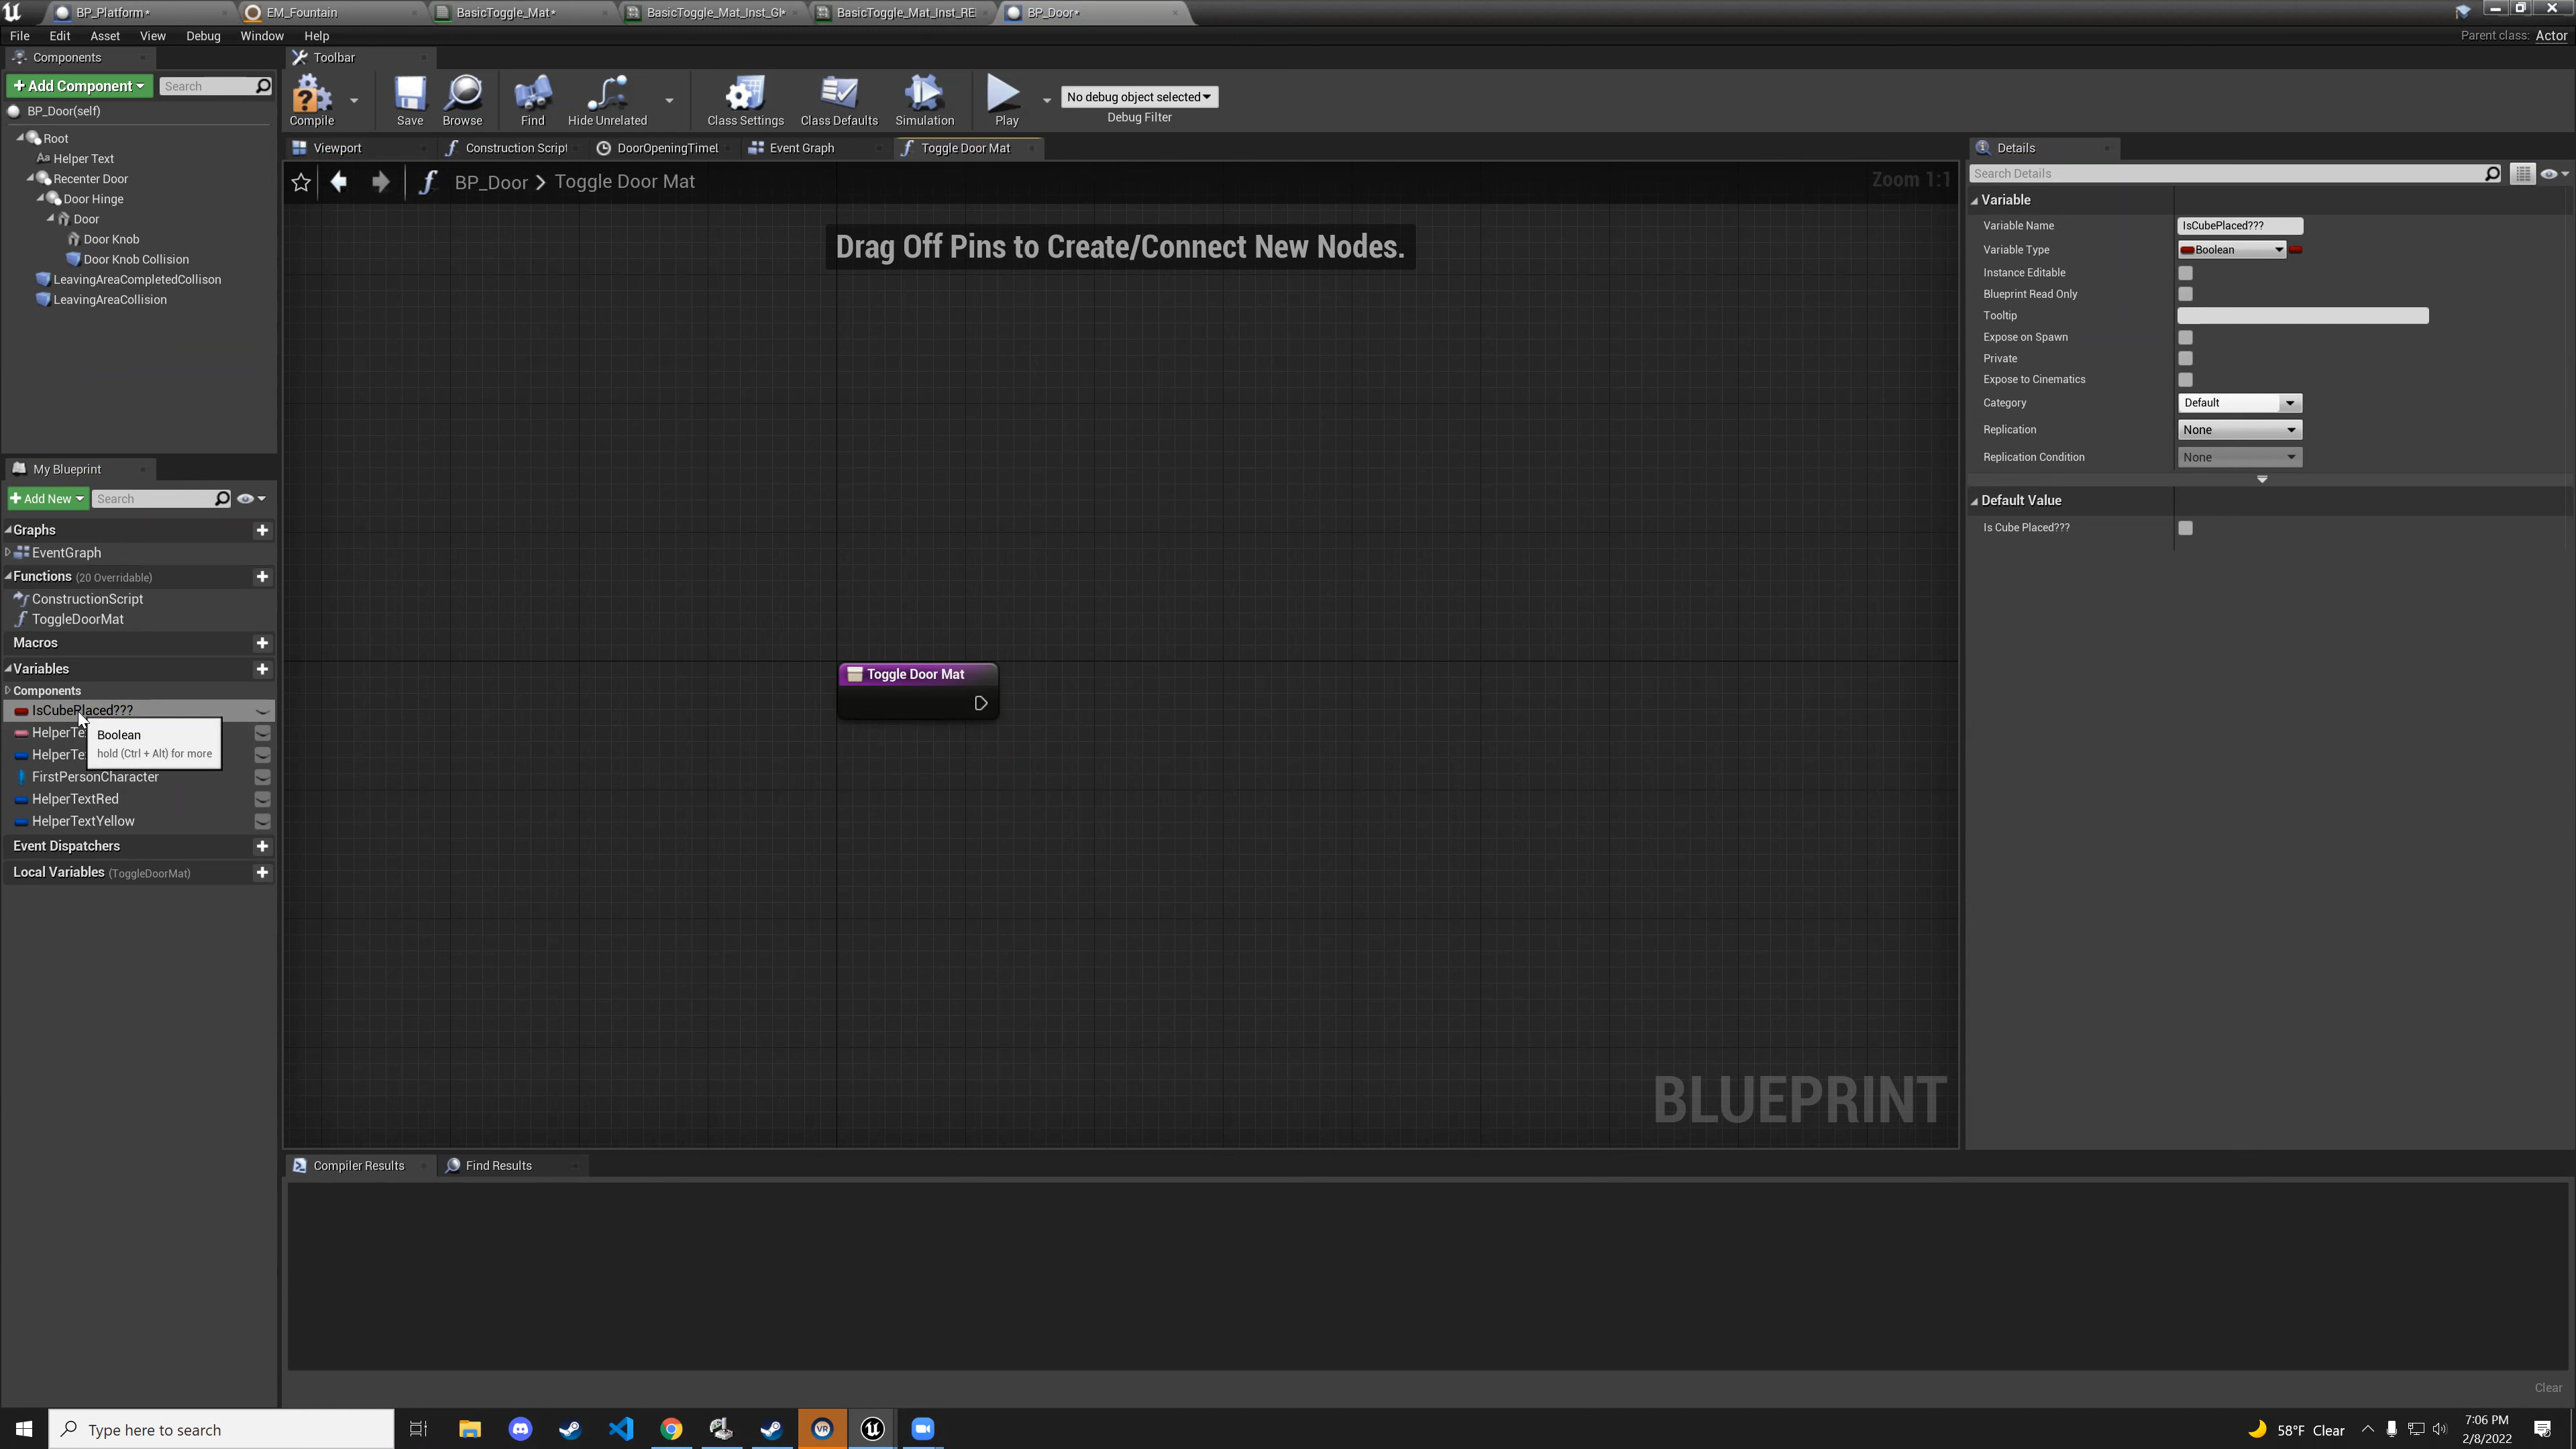 BP_Platform*
EM_Fountain
BasicToggle_Mat*
BasicToggle_Mat_Inst_Gl*
BasicToggle_Mat_Inst_RE
BP_Door*
File Edit Asset View Debug Window Help
Parent class: Actor
Components
Toolbar
+ Add Component
Search
Compile
Save
Browse
Find
Hide Unrelated
Class Settings
Class Defaults
Simulation
Play
No debug object selected
Debug Filter
BP_Door(self)
Root
Helper Text
Recenter Door
Door Hinge
Door
Door Knob
Door Knob Collision
LeavingAreaCompletedCollison
LeavingAreaCollision
Viewport
Construction Script
DoorOpeningTimel
Event Graph
Toggle Door Mat
BP_Door > Toggle Door Mat
Zoom 1:1
Drag Off Pins to Create/Connect New Nodes.
Toggle Door Mat
BLUEPRINT
My Blueprint
+ Add New
Search
Graphs
EventGraph
Functions (20 Overridable)
ConstructionScript
ToggleDoorMat
Macros
Variables
Components
IsCubePlaced???
HelperTe
HelperTe
Boolean
hold (Ctrl + Alt) for more
FirstPersonCharacter
HelperTextRed
HelperTextYellow
Event Dispatchers
Local Variables (ToggleDoorMat)
Details
Search Details
Variable
Variable Name IsCubePlaced???
Variable Type Boolean
Instance Editable
Blueprint Read Only
Tooltip
Expose on Spawn
Private
Expose to Cinematics
Category Default
Replication None
Replication Condition None
Default Value
Is Cube Placed???
Compiler Results
Find Results
Clear
Type here to search
VR
58°F Clear
7:06 PM
2/8/2022